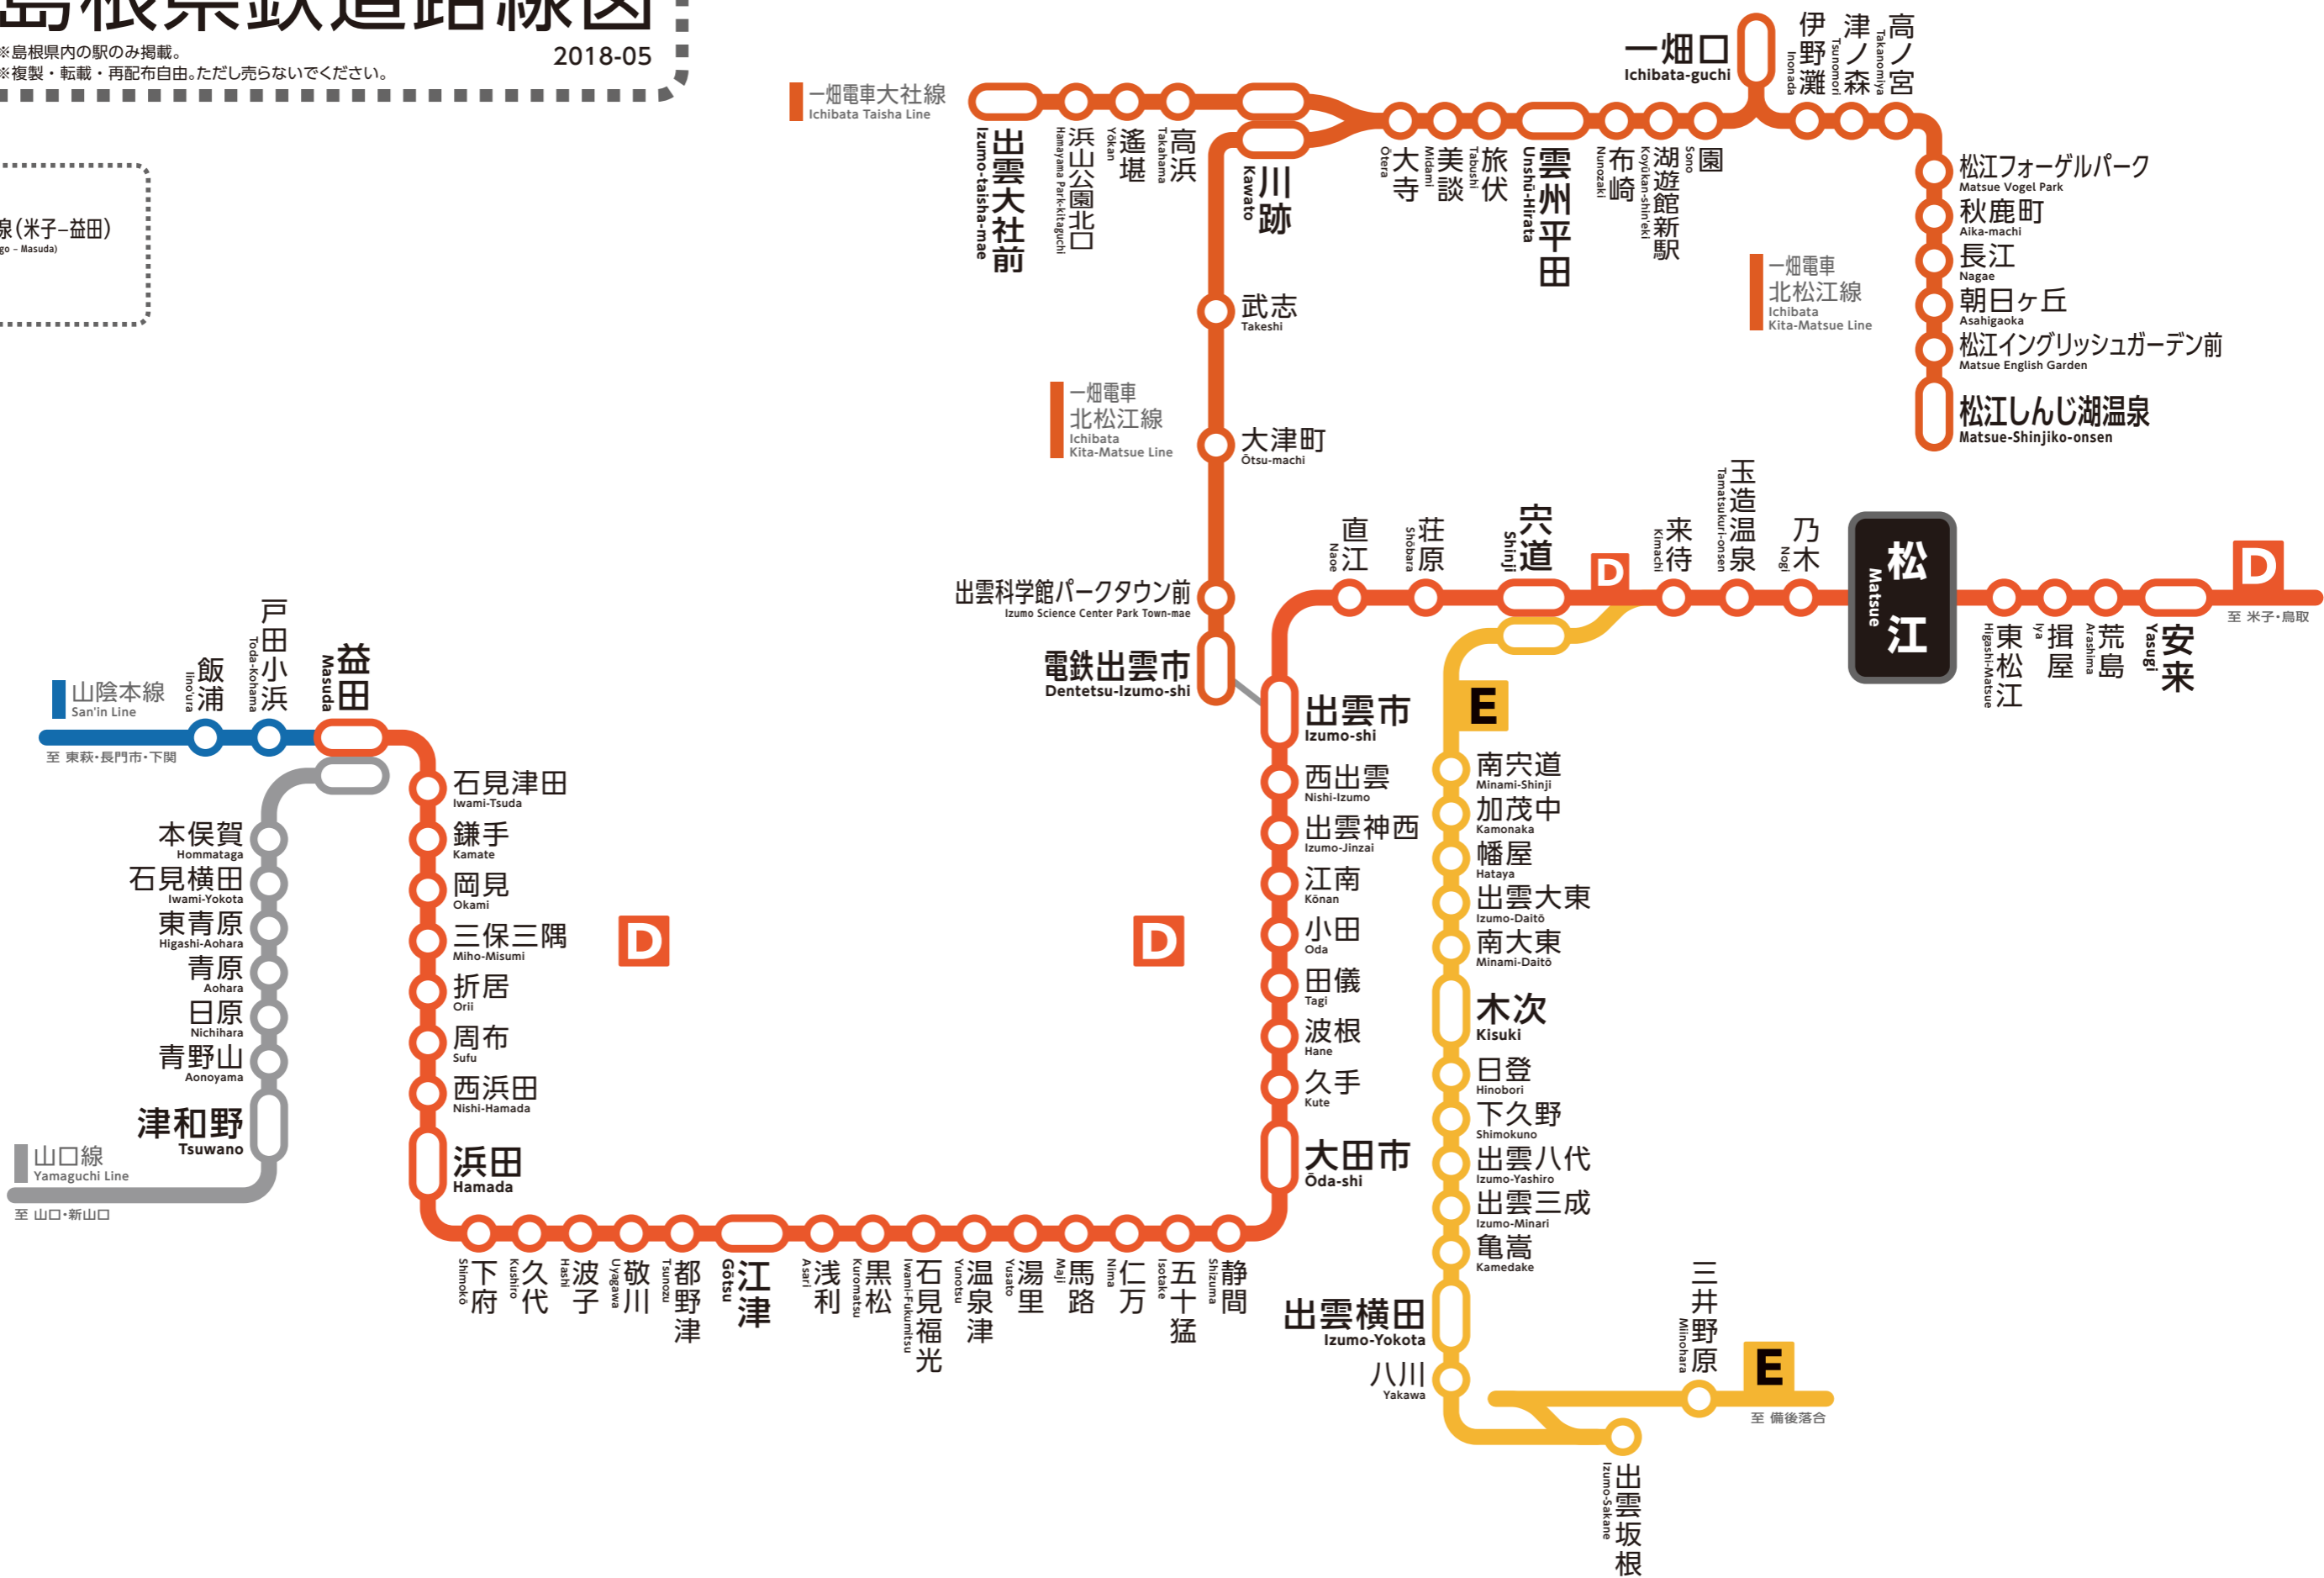 島根県鉄道路線図
※島根県内の駅のみ掲載。
2018-05
※複製・転載・再配布自由。ただし売らないでください。
線(米子–益田)
go – Masuda)
一畑電車大社線
Ichibata Taisha Line
出雲大社前
Izumo-taisha-mae
浜山公園北口
Hamayama Park-kitaguchi
遙堪
Yōkan
高浜
Takahama
川跡
Kawato
大寺
Ōtera
美談
Midami
旅伏
Tabushi
雲州平田
Unshū-Hirata
布崎
Nunozaki
湖遊館新駅
Koyūkan-shin'eki
園
Sono
一畑口
Ichibata-guchi
伊野灘
Inonada
津ノ森
Tsunomori
高ノ宮
Takanomiya
松江フォーゲルパーク
Matsue Vogel Park
秋鹿町
Aika-machi
長江
Nagae
朝日ヶ丘
Asahigaoka
松江イングリッシュガーデン前
Matsue English Garden
松江しんじ湖温泉
Matsue-Shinjiko-onsen
一畑電車
北松江線
Ichibata
Kita-Matsue Line
武志
Takeshi
一畑電車
北松江線
Ichibata
Kita-Matsue Line
大津町
Ōtsu-machi
出雲科学館パークタウン前
Izumo Science Center Park Town-mae
電鉄出雲市
Dentetsu-Izumo-shi
直江
Naoe
荘原
Shōbara
宍道
Shinji
D
来待
Kimachi
玉造温泉
Tamatsukuri-onsen
乃木
Nogi
松江
Matsue
東松江
Higashi-Matsue
揖屋
Iya
荒島
Arashima
安来
Yasugi
D
至 米子・鳥取
山陰本線
San'in Line
至 東萩・長門市・下関
飯浦
Iino'ura
戸田小浜
Toda-Kohama
益田
Masuda
本俣賀
Hommataga
石見横田
Iwami-Yokota
東青原
Higashi-Aohara
青原
Aohara
日原
Nichihara
青野山
Aonoyama
津和野
Tsuwano
山口線
Yamaguchi Line
至 山口・新山口
石見津田
Iwami-Tsuda
鎌手
Kamate
岡見
Okami
三保三隅
Miho-Misumi
折居
Orii
周布
Sufu
西浜田
Nishi-Hamada
浜田
Hamada
D
D
下府
Shimokō
久代
Kushiro
波子
Hashi
敬川
Uyagawa
都野津
Tsunozu
江津
Gōtsu
浅利
Asari
黒松
Kuromatsu
石見福光
Iwami-Fukumitsu
温泉津
Yunotsu
湯里
Yusato
馬路
Maji
仁万
Nima
五十猛
Isotake
静間
Shizuma
出雲市
Izumo-shi
西出雲
Nishi-Izumo
出雲神西
Izumo-Jinzai
江南
Kōnan
小田
Oda
田儀
Tagi
波根
Hane
久手
Kute
大田市
Ōda-shi
E
南宍道
Minami-Shinji
加茂中
Kamonaka
幡屋
Hataya
出雲大東
Izumo-Daitō
南大東
Minami-Daitō
木次
Kisuki
日登
Hinobori
下久野
Shimokuno
出雲八代
Izumo-Yashiro
出雲三成
Izumo-Minari
亀嵩
Kamedake
出雲横田
Izumo-Yokota
八川
Yakawa
三井野原
Miinohara
E
至 備後落合
出雲坂根
Izumo-Sakane